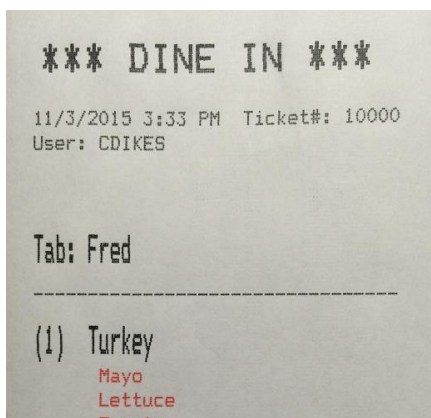 *** DINE IN ***
11/3/2015 3:33 PM Ticket#: 10000
User: CDIKES
Tab: Fred
--------------------------------
(1) Turkey
Mayo
Lettuce